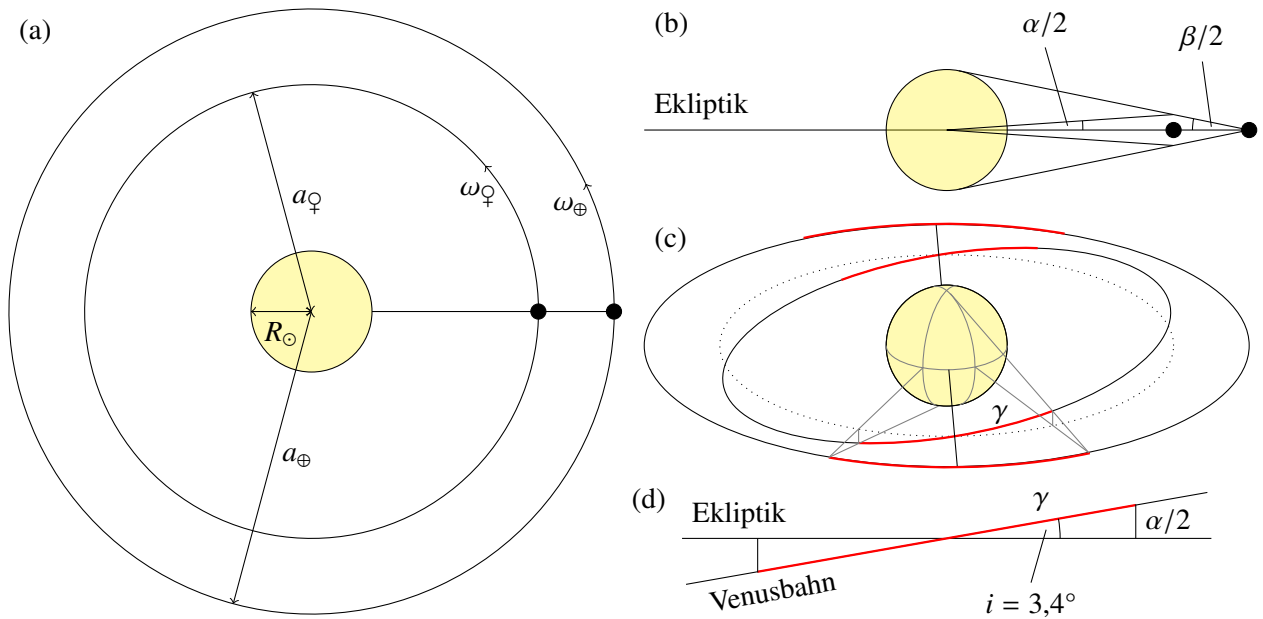 (a)
a♀
ω♀
ω⊕
R⊙
a⊕
(b)
α/2
β/2
Ekliptik
(c)
γ
(d)
Ekliptik
γ
α/2
Venusbahn
i = 3,4°